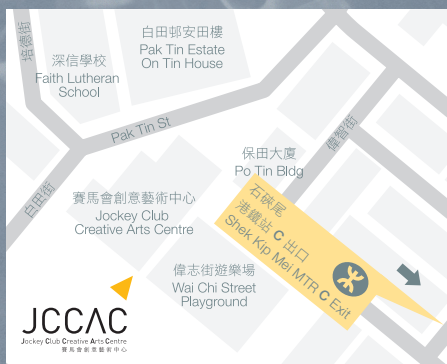 培德街
深信學校
Faith Lutheran
School
白田邨安田樓
Pak Tin Estate
On Tin House
Pak Tin St
白田街
偉智街
保田大廈
Po Tin Bldg
賽馬會創意藝術中心
Jockey Club
Creative Arts Centre
石硤尾
港鐵站 C 出口
Shek Kip Mei MTR C Exit
偉志街遊樂場
Wai Chi Street
Playground
JCCAC
Jockey Club Creative Arts Centre
賽馬會創意藝術中心